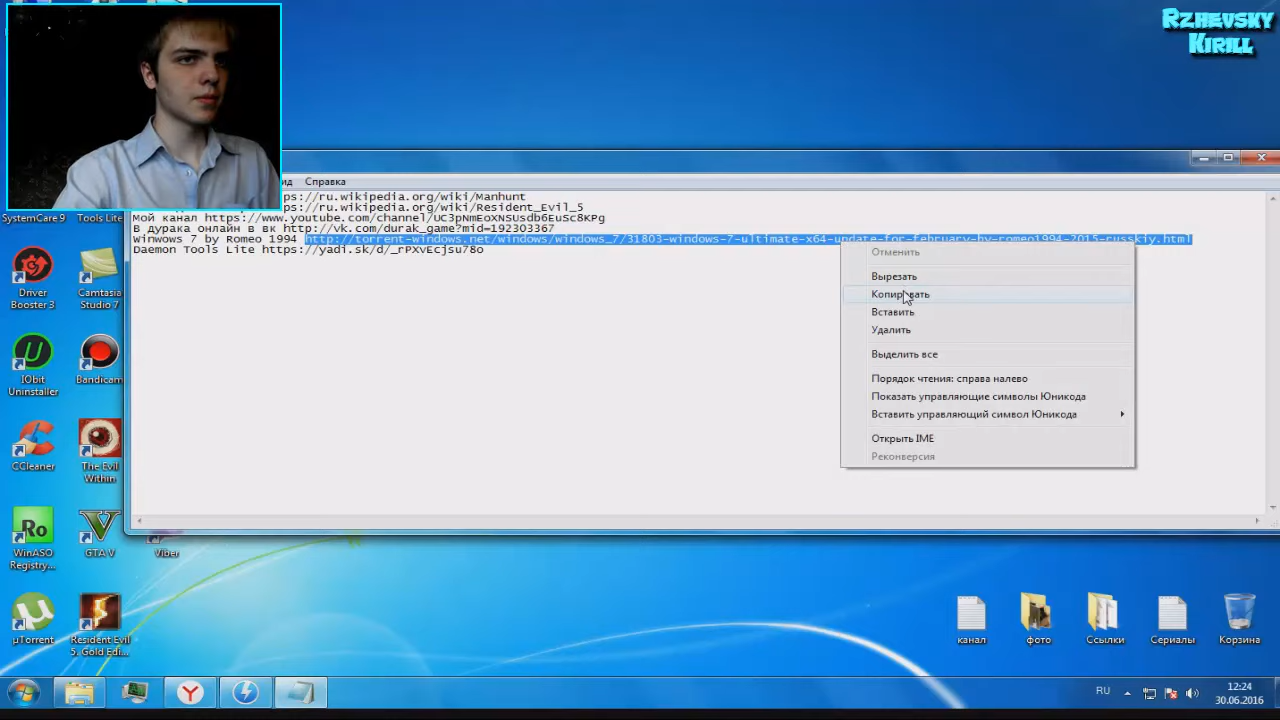 Rzhevsky
Kirill
Справка
ru.wikipedia.org/wiki/Manhunt
ru.wikipedia.org/wiki/Resident_Evil_5
Мой канал https://www.youtube.com/channel/UC3pNmEoXNSUsdb6EuSc8KPg
В дурака онлайн в вк http://vk.com/durak_game?mid=192303367
Winwows 7 by Romeo 1994 http://torrent-windows.net/windows/windows_7/31803-windows-7-ultimate-x64-update-for-february-by-romeo1994-2015-russkiy.html
Daemon Tools Lite https://yadi.sk/d/_rPXvEcjsu78o
Отменить
Вырезать
Копировать
Вставить
Удалить
Выделить все
Порядок чтения: справа налево
Показать управляющие символы Юникода
Вставить управляющий символ Юникода
Открыть IME
Реконверсия
SystemCare 9
Tools Lite
Driver
Booster 3
Camtasia
Studio 7
IObit
Uninstaller
Bandicam
CCleaner
The Evil
Within
WinASO
Registry...
GTA V
Viber
µTorrent
Resident Evil
5. Gold Edi...
канал
фото
Ссылки
Сериалы
Корзина
RU
12:24
30.06.2016